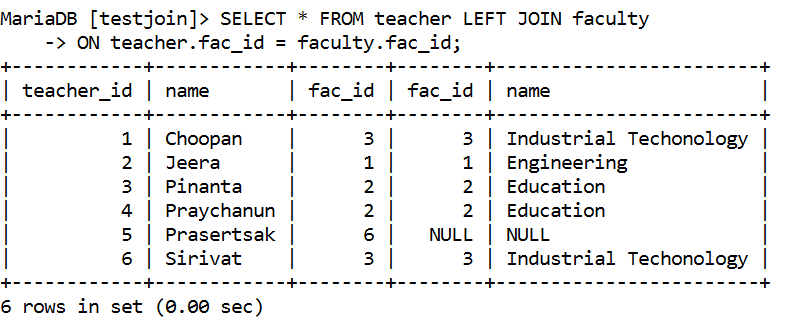 MariaDB [testjoin]> SELECT * FROM teacher LEFT JOIN faculty
    -> ON teacher.fac_id = faculty.fac_id;
+------------+------------+--------+--------+------------------------+
| teacher_id | name       | fac_id | fac_id | name                   |
+------------+------------+--------+--------+------------------------+
|          1 | Choopan    |      3 |      3 | Industrial Techonology |
|          2 | Jeera      |      1 |      1 | Engineering            |
|          3 | Pinanta    |      2 |      2 | Education              |
|          4 | Praychanun |      2 |      2 | Education              |
|          5 | Prasertsak |      6 |   NULL | NULL                   |
|          6 | Sirivat    |      3 |      3 | Industrial Techonology |
+------------+------------+--------+--------+------------------------+
6 rows in set (0.00 sec)